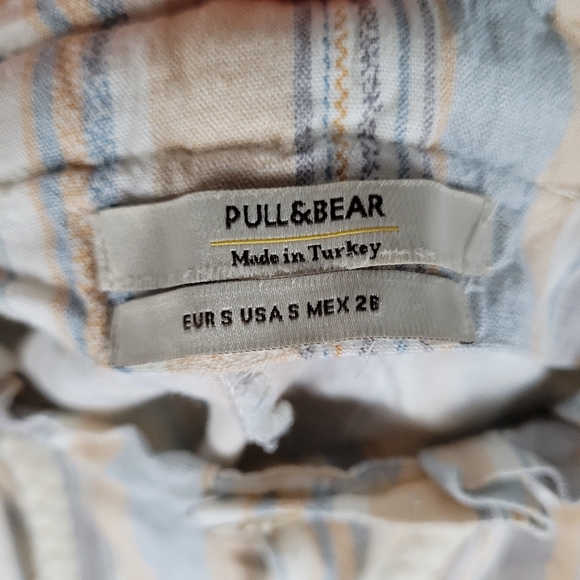 PULL&BEAR
Made in Turkey
EUR S USA S MEX 26